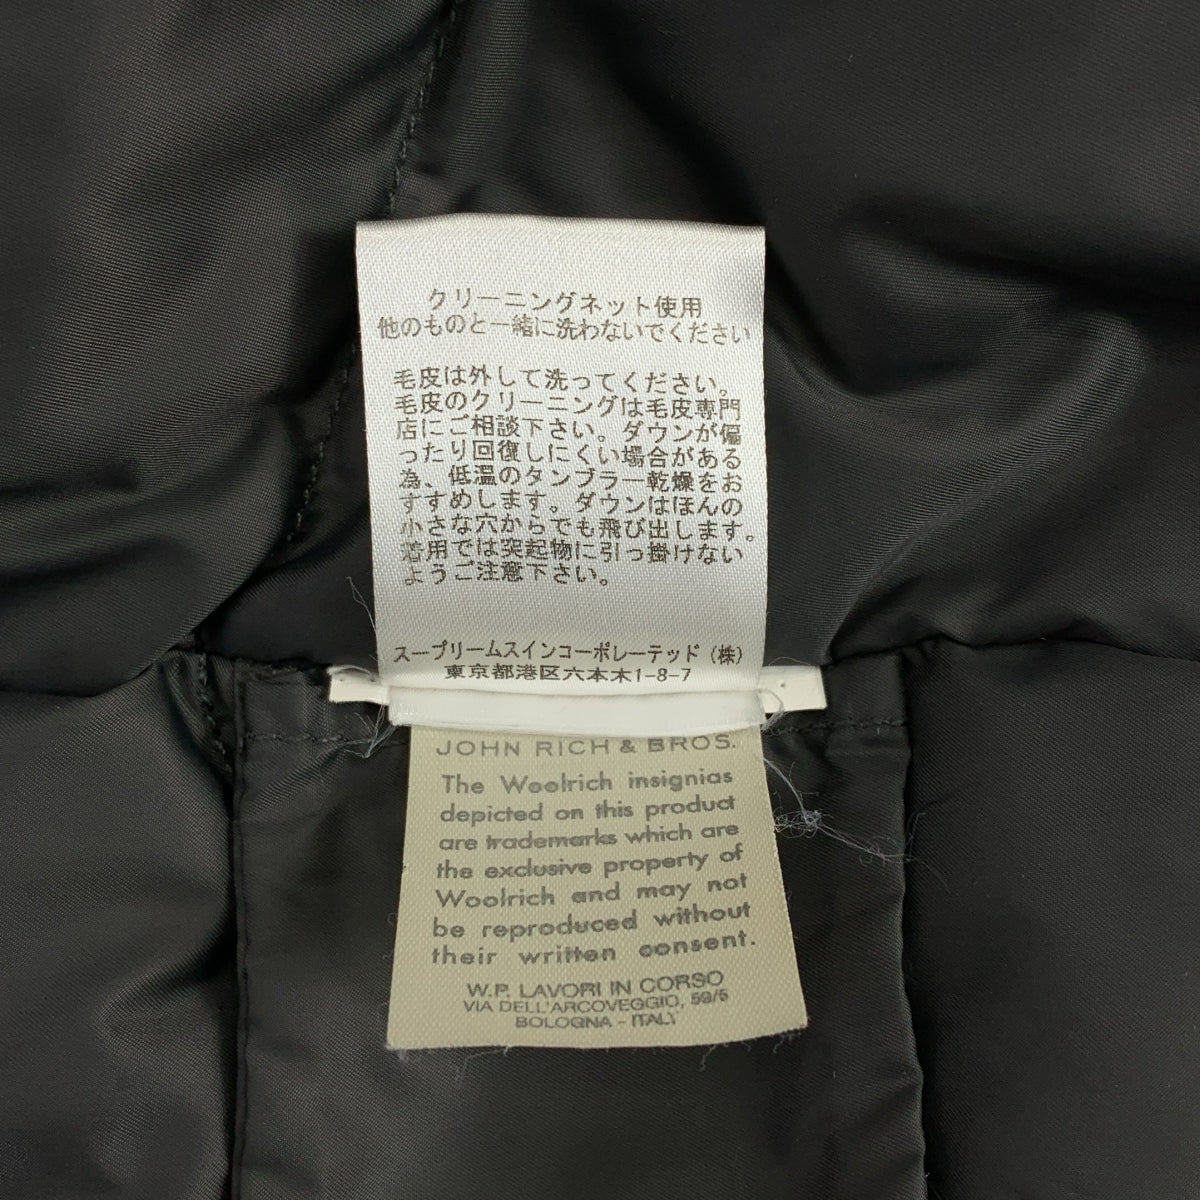 クリーニングネット使用
他のものと一緒に洗わないでください
毛皮は外して洗ってください。
毛皮のクリーニングは毛皮専門
店にご相談下さい。ダウンが偏
ったり回復しにくい場合がある
為、低温のタンブラー乾燥をお
すすめします。ダウンはほんの
小さな穴からでも飛び出します。
着用では突起物に引っ掛けない
ようご注意下さい。
スープリームスインコーポレーテッド（株）
東京都港区六本木1-8-7
JOHN RICH & BROS.
The Woolrich insignias
depicted on this product
are trademarks which are
the exclusive property of
Woolrich and may not
be reproduced without
their written consent.
W.P. LAVORI IN CORSO
VIA DELL'ARCOVEGGIO, 59/5
BOLOGNA - ITALY